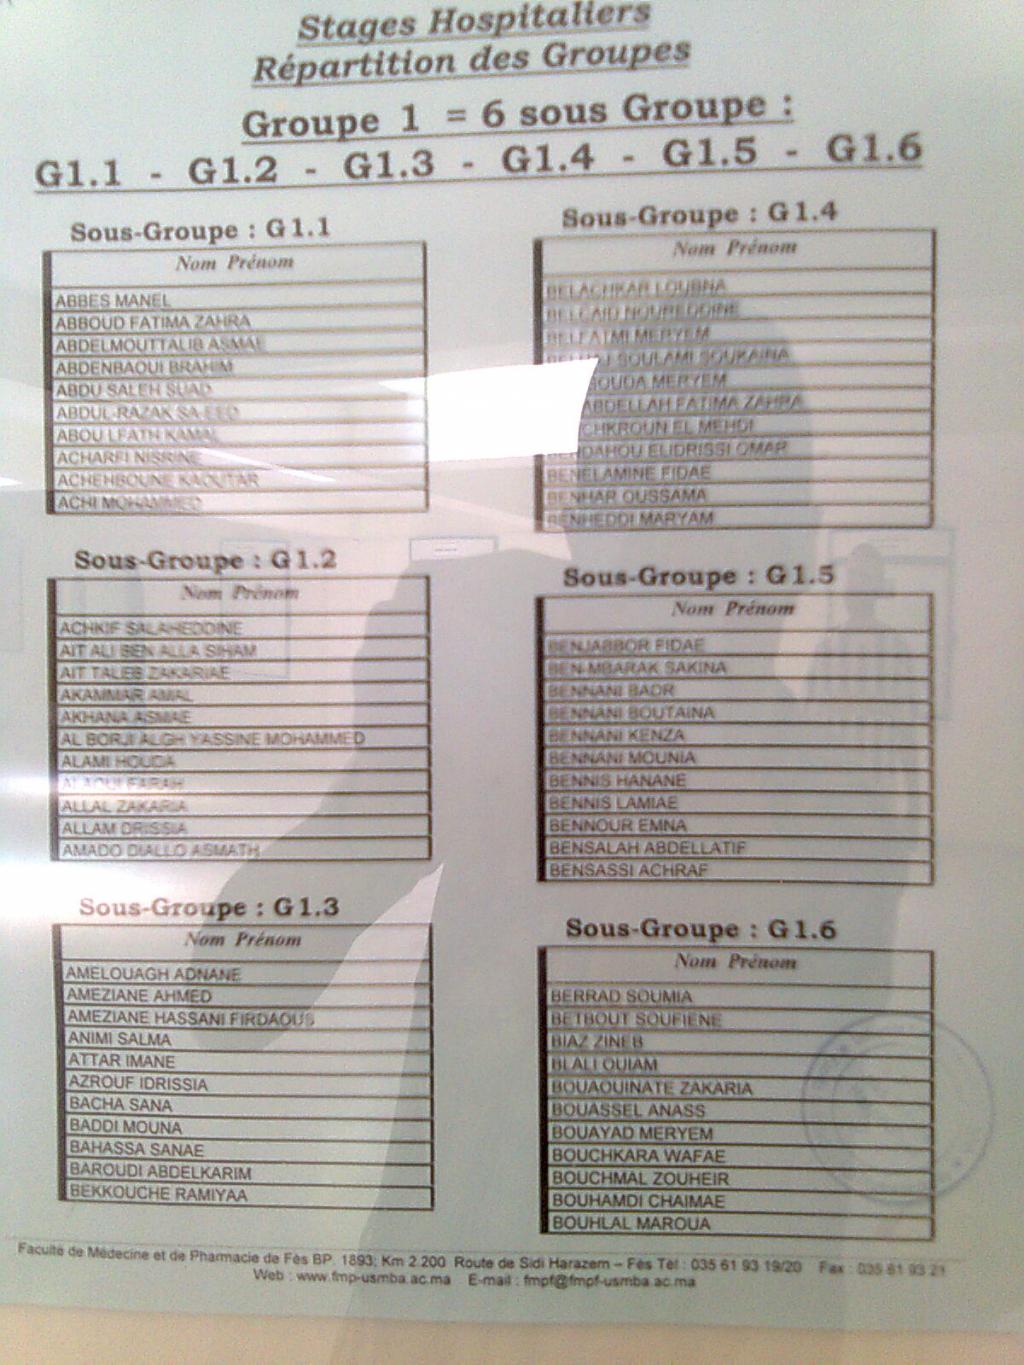 Stages Hospitaliers
Répartition des Groupes
Groupe 1 = 6 sous Groupe :
G1.1 - G1.2 - G1.3 - G1.4 - G1.5 - G1.6
Sous-Groupe : G1.1
Nom Prénom
ABBES MANEL
ABBOUD FATIMA ZAHRA
ABDELMOUTTALIB ASMAE
ABDENBAOUI BRAHIM
ABDU SALEH SUAD
ABDUL-RAZAK SA-EED
ABOU LFATH KAMAL
ACHARFI NISRINE
ACHEHBOUNE KAOUTAR
ACHI MOHAMMED
Sous-Groupe : G1.2
Nom Prénom
ACHKIF SALAHEDDINE
AIT ALI BEN ALLA SIHAM
AIT TALEB ZAKARIAE
AKAMMAR AMAL
AKHANA ASMAE
AL BORJI ALGH YASSINE MOHAMMED
ALAMI HOUDA
ALAOUI FARAH
ALLAL ZAKARIA
ALLAM DRISSIA
AMADO DIALLO ASMATH
Sous-Groupe : G1.3
Nom Prénom
AMELOUAGH ADNANE
AMEZIANE AHMED
AMEZIANE HASSANI FIRDAOUS
ANIMI SALMA
ATTAR IMANE
AZROUF IDRISSIA
BACHA SANA
BADDI MOUNA
BAHASSA SANAE
BAROUDI ABDELKARIM
BEKKOUCHE RAMIYAA
Sous-Groupe : G1.4
Nom Prénom
BELACHKAR LOUBNA
BELCAID NOUREDDINE
BELFATMI MERYEM
SOULAMI SOUKAINA
MERYEM
ABDELLAH FATIMA ZAHRA
EL MEHDI
BENDAHOU ELIDRISSI OMAR
BENELAMINE FIDAE
BENHAR OUSSAMA
BENHEDDI MARYAM
Sous-Groupe : G1.5
Nom Prénom
BENJABBOR FIDAE
BEN MBARAK SAKINA
BENNANI BADR
BENNANI BOUTAINA
BENNANI KENZA
BENNANI MOUNIA
BENNIS HANANE
BENNIS LAMIAE
BENNOUR EMNA
BENSALAH ABDELLATIF
BENSASSI ACHRAF
Sous-Groupe : G1.6
Nom Prénom
BERRAD SOUMIA
BETBOUT SOUFIENE
BIAZ ZINEB
BLALI OUIAM
BOUAOUINATE ZAKARIA
BOUASSEL ANASS
BOUAYAD MERYEM
BOUCHKARA WAFAE
BOUCHMAL ZOUHEIR
BOUHAMDI CHAIMAE
BOUHLAL MAROUA
Faculté de Médecine et de Pharmacie de Fès BP. 1893; Km 2.200 Route de Sidi Harazem – Fès Tél : 035 61 93 19/20 Fax : 035 61 93 21
Web : www.fmp-usmba.ac.ma E-mail : fmpf@fmpf-usmba.ac.ma